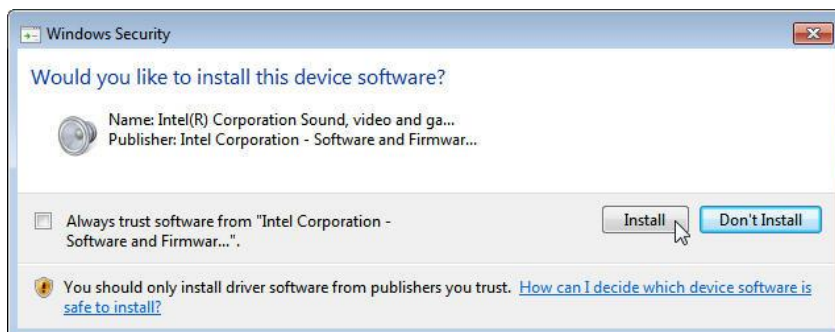 Windows Security
Would you like to install this device software?
Name: Intel(R) Corporation Sound, video and ga...
Publisher: Intel Corporation - Software and Firmwar...
Always trust software from "Intel Corporation -
Software and Firmwar...".
Install
Don't Install
You should only install driver software from publishers you trust. How can I decide which device software is
safe to install?